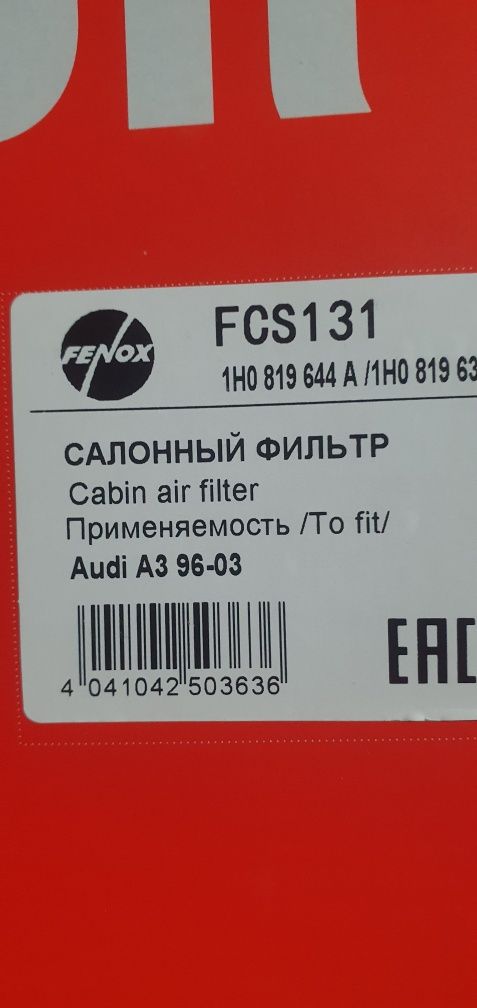 FENOX
FCS131
1H0 819 644 A /1H0 819 63
САЛОННЫЙ ФИЛЬТР
Cabin air filter
Применяемость /To fit/
Audi A3 96-03
4 041042 503636
EAC